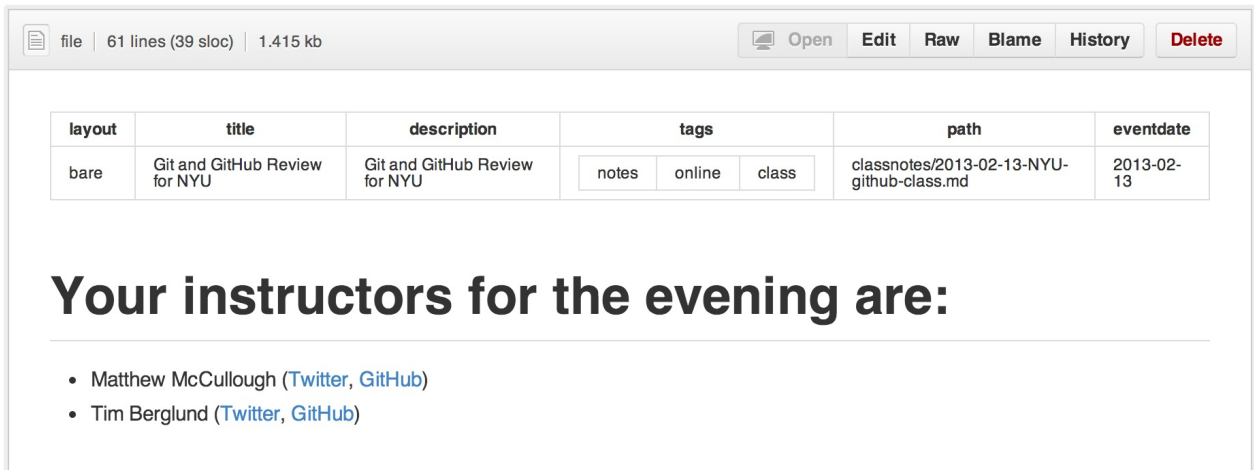 file | 61 lines (39 sloc) | 1.415 kb Open Edit Raw Blame History Delete
layout title description tags path eventdate
bare Git and GitHub Review for NYU Git and GitHub Review for NYU notes online class classnotes/2013-02-13-NYU-github-class.md 2013-02-13
Your instructors for the evening are:
• Matthew McCullough (Twitter, GitHub)
• Tim Berglund (Twitter, GitHub)